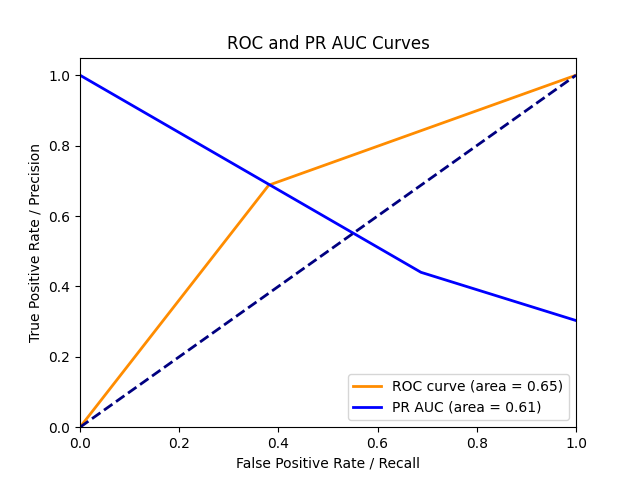 ROC and PR AUC Curves
True Positive Rate / Precision
1.0
0.8
0.6
0.4
0.2
0.0
ROC curve (area = 0.65)
PR AUC (area = 0.61)
0.0 0.2 0.4 0.6 0.8 1.0
False Positive Rate / Recall